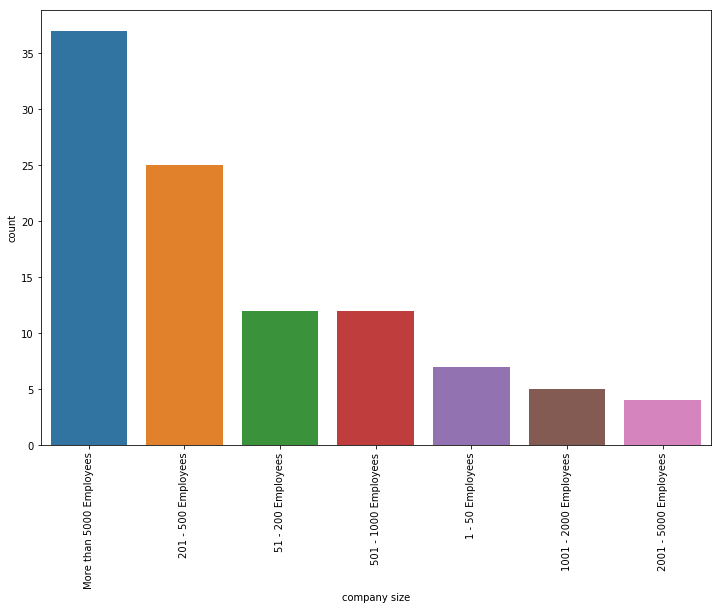 35
30
25
20
15
10
5
0
count
More than 5000 Employees
201 - 500 Employees
51 - 200 Employees
501 - 1000 Employees
1 - 50 Employees
1001 - 2000 Employees
2001 - 5000 Employees
company size